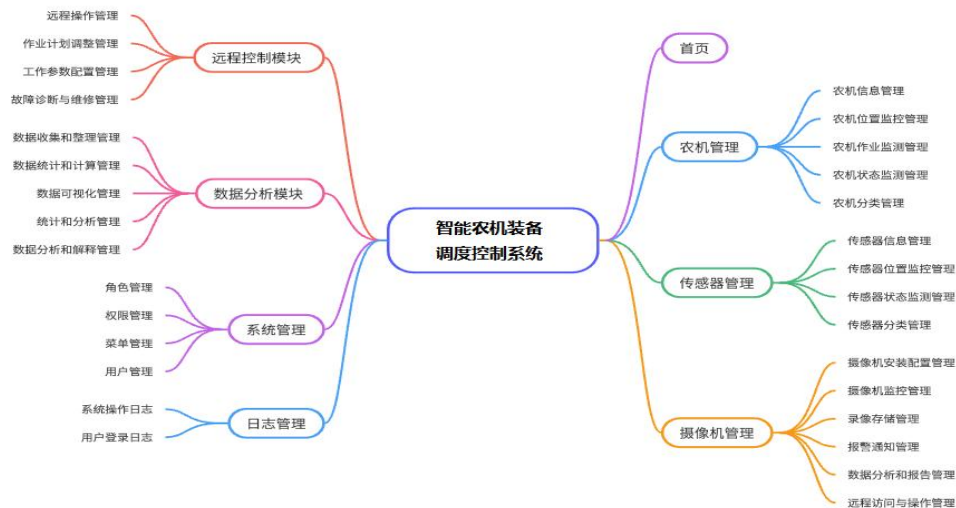 智能农机装备
调度控制系统
远程控制模块
远程操作管理
作业计划调整管理
工作参数配置管理
故障诊断与维修管理
数据分析模块
数据收集和整理管理
数据统计和计算管理
数据可视化管理
统计和分析管理
数据分析和解释管理
系统管理
角色管理
权限管理
菜单管理
用户管理
日志管理
系统操作日志
用户登录日志
首页
农机管理
农机信息管理
农机位置监控管理
农机作业监测管理
农机状态监测管理
农机分类管理
传感器管理
传感器信息管理
传感器位置监控管理
传感器状态监测管理
传感器分类管理
摄像机管理
摄像机安装配置管理
摄像机监控管理
录像存储管理
报警通知管理
数据分析和报告管理
远程访问与操作管理